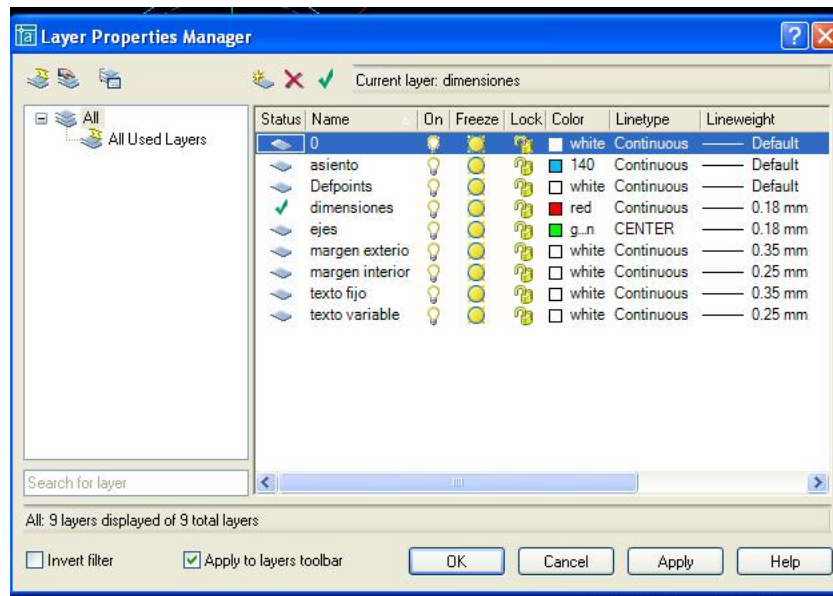 Layer Properties Manager
Current layer: dimensiones
All
All Used Layers
Status Name On Freeze Lock Color Linetype Lineweight
0 white Continuous Default
asiento 140 Continuous Default
Defpoints white Continuous Default
dimensiones red Continuous 0.18 mm
ejes g...n CENTER 0.18 mm
margen exterio white Continuous 0.35 mm
margen interior white Continuous 0.25 mm
texto fijo white Continuous 0.35 mm
texto variable white Continuous 0.25 mm
Search for layer
All: 9 layers displayed of 9 total layers
Invert filter Apply to layers toolbar OK Cancel Apply Help